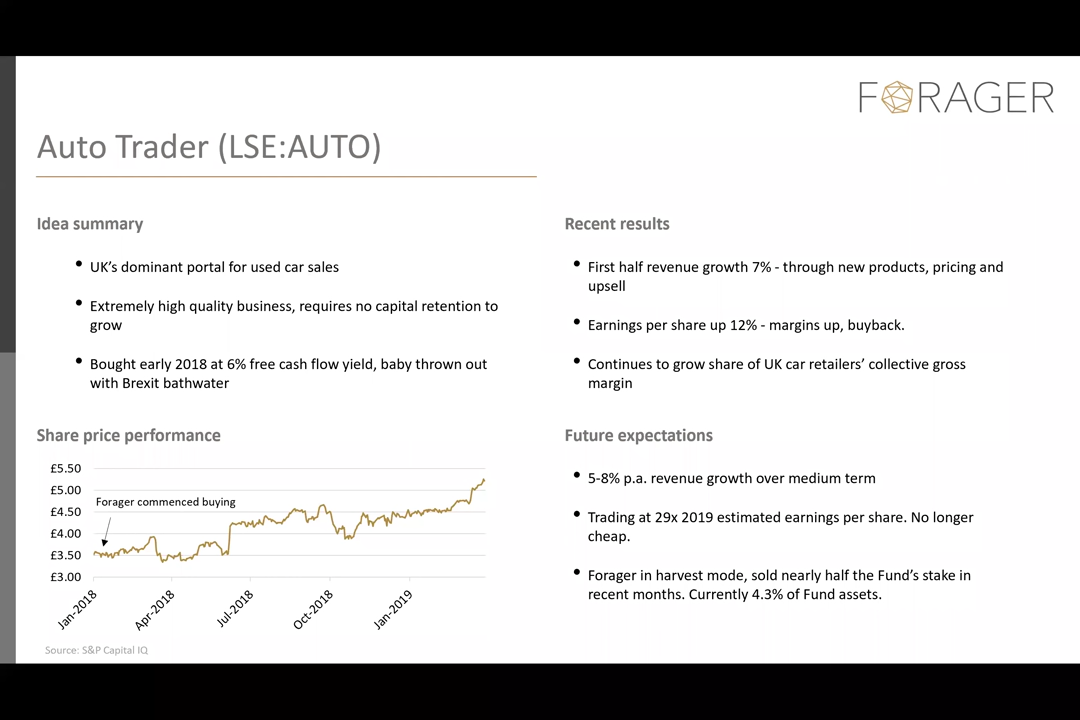 FORAGER
Auto Trader (LSE:AUTO)
Idea summary
• UK's dominant portal for used car sales
• Extremely high quality business, requires no capital retention to
grow
• Bought early 2018 at 6% free cash flow yield, baby thrown out
with Brexit bathwater
Recent results
• First half revenue growth 7% - through new products, pricing and
upsell
• Earnings per share up 12% - margins up, buyback.
• Continues to grow share of UK car retailers' collective gross
margin
Share price performance
£5.50
£5.00
Forager commenced buying
£4.50
£4.00
£3.50
£3.00
Jan-2018
Apr-2018
Jul-2018
Oct-2018
Jan-2019
Source: S&P Capital IQ
Future expectations
• 5-8% p.a. revenue growth over medium term
• Trading at 29x 2019 estimated earnings per share. No longer
cheap.
• Forager in harvest mode, sold nearly half the Fund's stake in
recent months. Currently 4.3% of Fund assets.